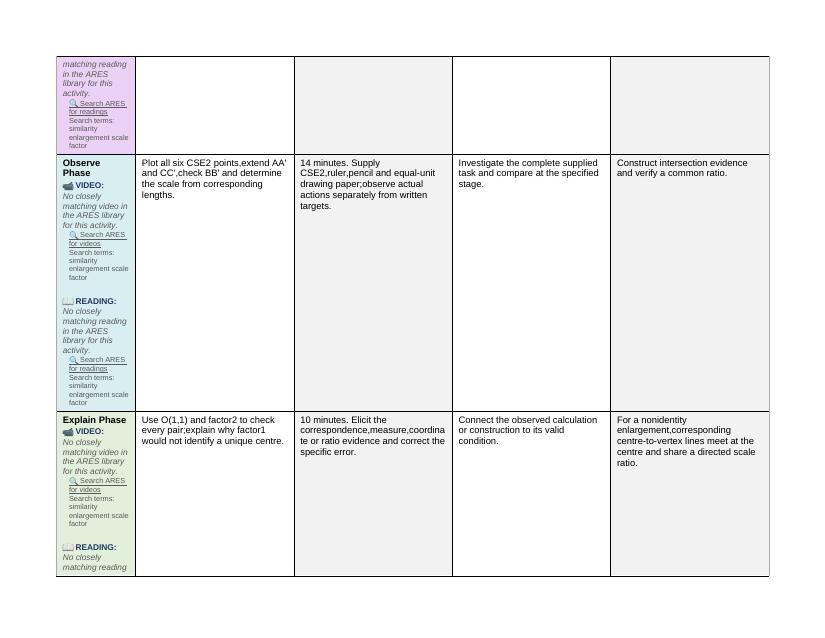 matching reading
in the ARES
library for this
activity.
🔍 Search ARES
for readings
Search terms:
similarity
enlargement scale
factor
Observe
Phase
📹 VIDEO:
No closely
matching video in
the ARES library
for this activity.
🔍 Search ARES
for videos
Search terms:
similarity
enlargement scale
factor
📖 READING:
No closely
matching reading
in the ARES
library for this
activity.
🔍 Search ARES
for readings
Search terms:
similarity
enlargement scale
factor
Plot all six CSE2 points,extend AA'
and CC',check BB' and determine
the scale from corresponding
lengths.
14 minutes. Supply
CSE2,ruler,pencil and equal-unit
drawing paper;observe actual
actions separately from written
targets.
Investigate the complete supplied
task and compare at the specified
stage.
Construct intersection evidence
and verify a common ratio.
Explain Phase
📹 VIDEO:
No closely
matching video in
the ARES library
for this activity.
🔍 Search ARES
for videos
Search terms:
similarity
enlargement scale
factor
📖 READING:
No closely
matching reading
Use O(1,1) and factor2 to check
every pair;explain why factor1
would not identify a unique centre.
10 minutes. Elicit the
correspondence,measure,coordina
te or ratio evidence and correct the
specific error.
Connect the observed calculation
or construction to its valid
condition.
For a nonidentity
enlargement,corresponding
centre-to-vertex lines meet at the
centre and share a directed scale
ratio.